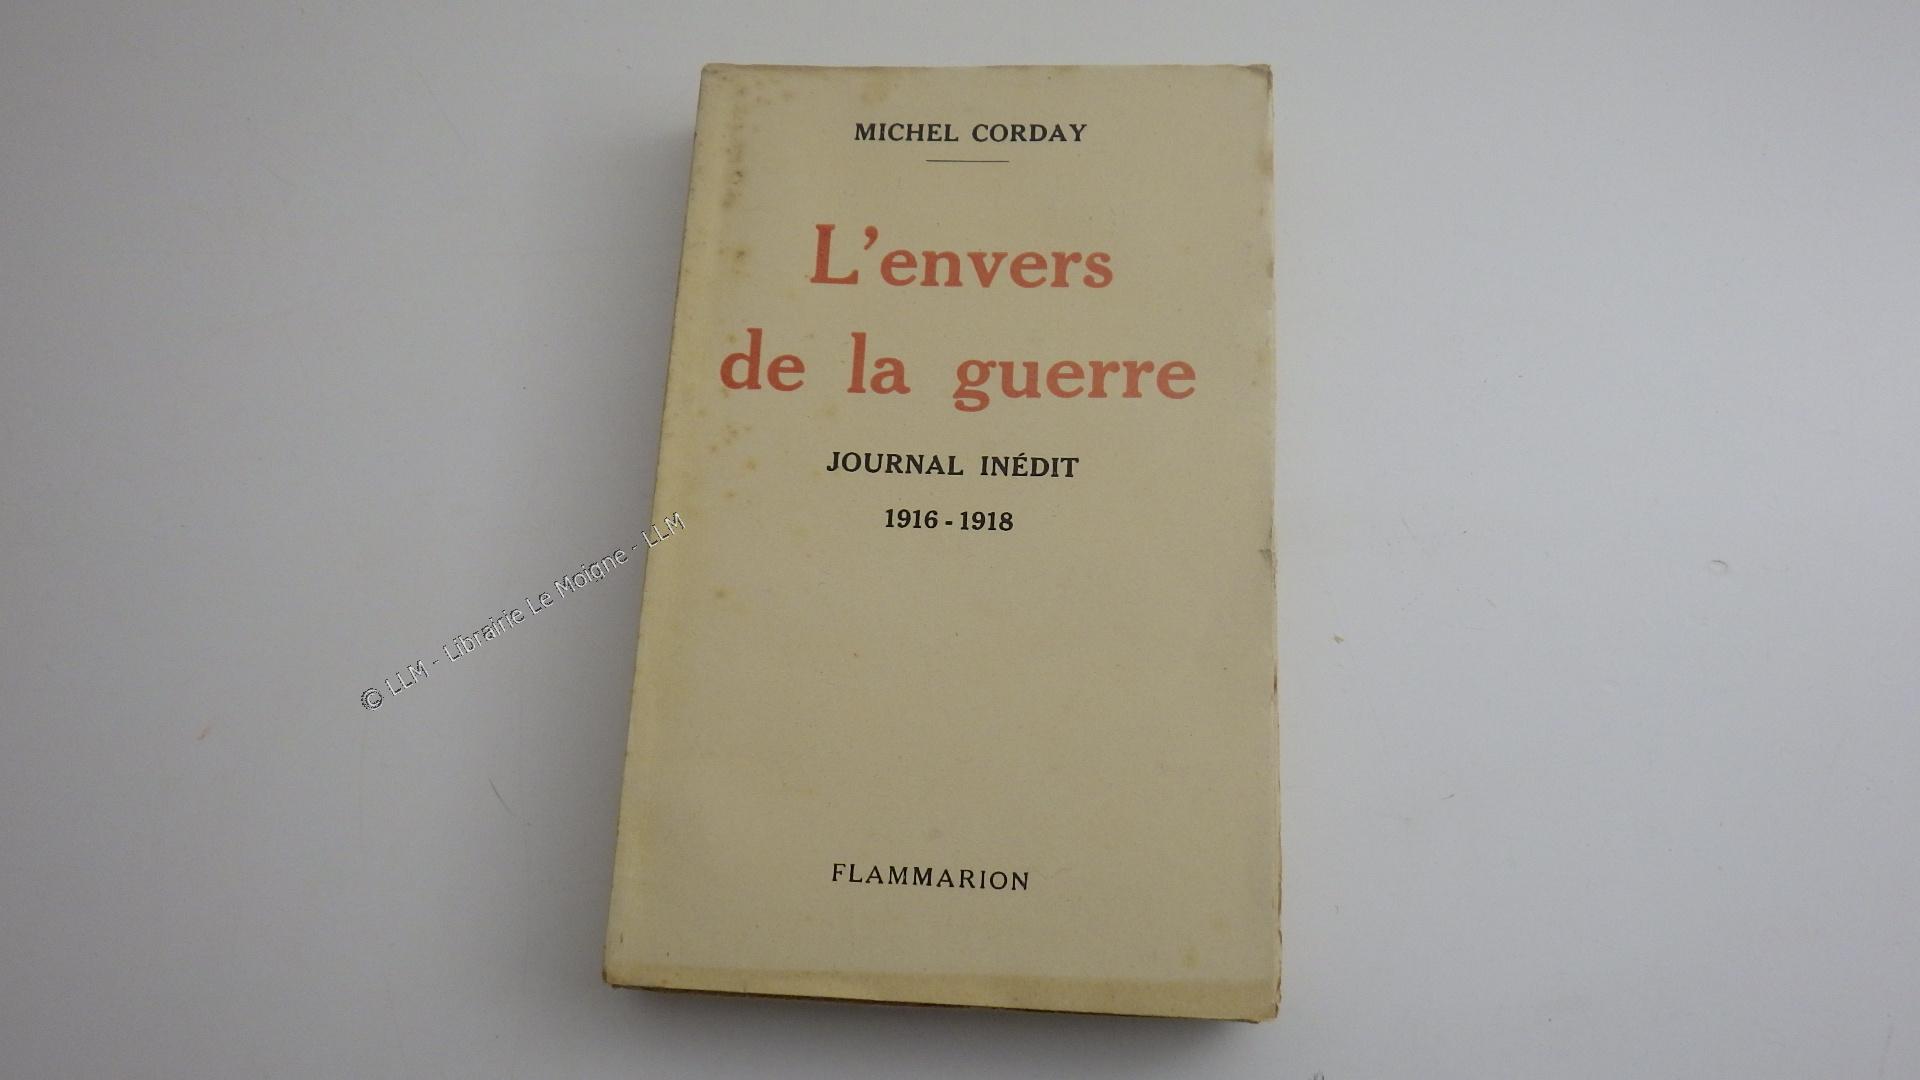 MICHEL CORDAY
L'envers
de la guerre
JOURNAL INÉDIT
1916-1918
FLAMMARION
© LLM - Librairie Le Moigne - LLM